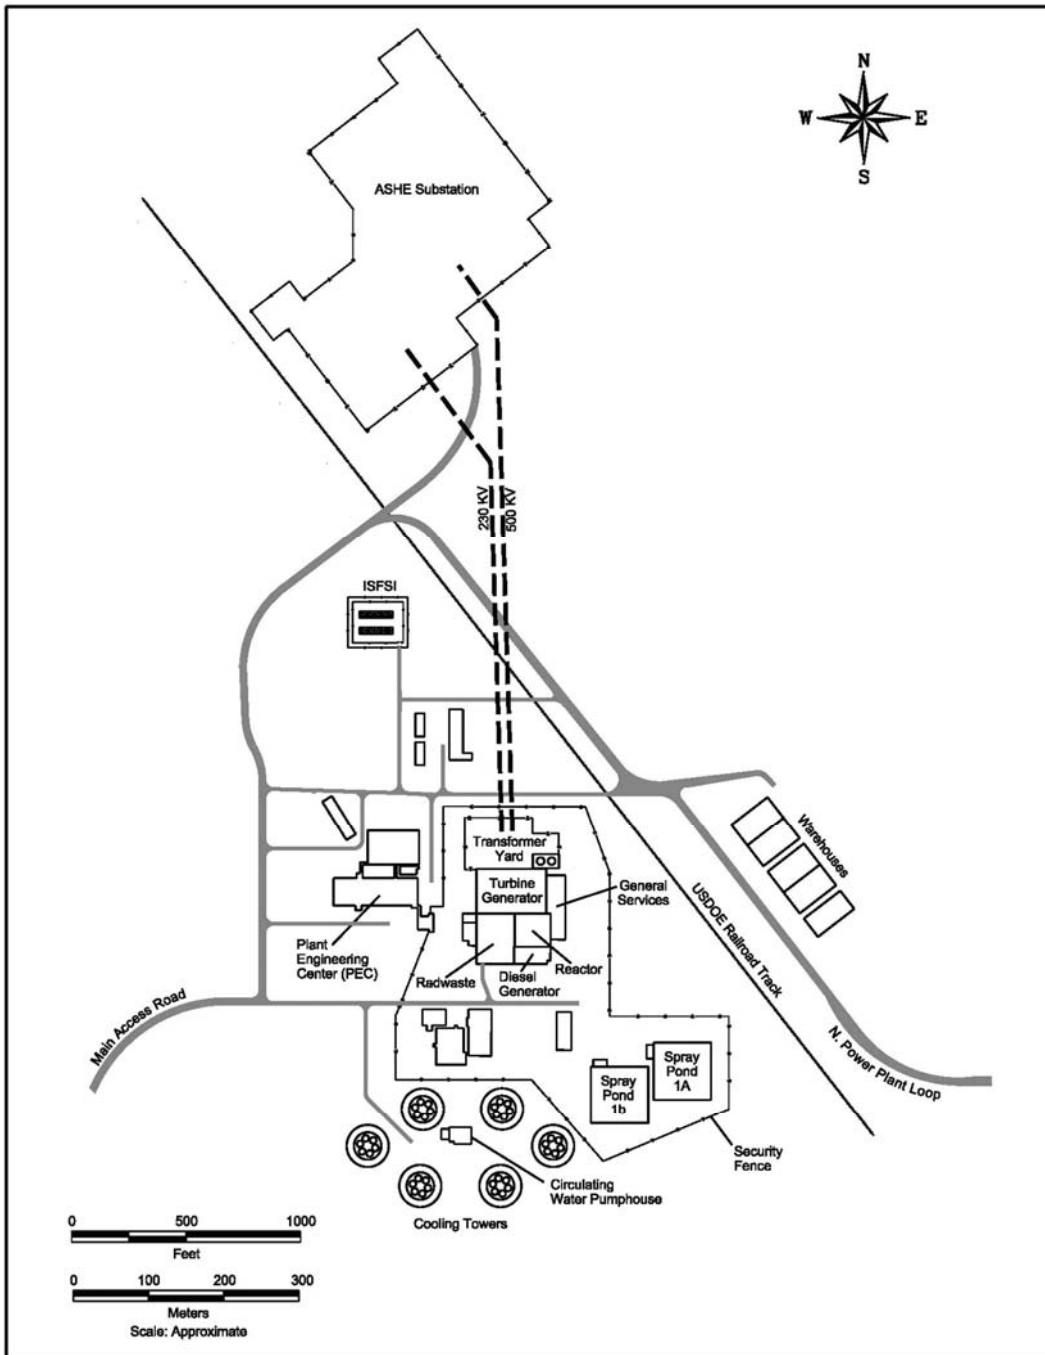 N
W E
S
ASHE Substation
230 KV
500 KV
ISFSI
Warehouses
Transformer
Yard
Turbine
Generator
General
Services
USDOE Railroad Track
Plant
Engineering
Center (PEC)
Radwaste
Diesel
Generator
Reactor
Main Access Road
N. Power Plant Loop
Spray
Pond
1A
Spray
Pond
1b
Security
Fence
Circulating
Water Pumphouse
Cooling Towers
0 500 1000
Feet
0 100 200 300
Meters
Scale: Approximate